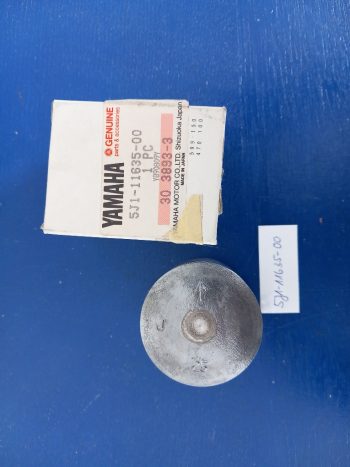 GENUINE
parts & accessories
YAMAHA
5J1-11635-00
1 PC
30 3893-3
YAMAHA MOTOR CO.,LTD. Shizuoka Japan
MADE IN JAPAN
5J1-11635-00